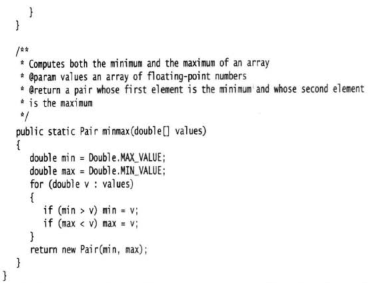 }
}
/**
* Computes both the minimum and the maximum of an array
* @param values an array of floating-point numbers
* @return a pair whose first element is the minimum and whose second element
* is the maximum
*/
public static Pair minmax(double[] values)
{
double min = Double.MAX_VALUE;
double max = Double.MIN_VALUE;
for (double v : values)
{
if (min > v) min = v;
if (max < v) max = v;
}
return new Pair(min, max);
}
}